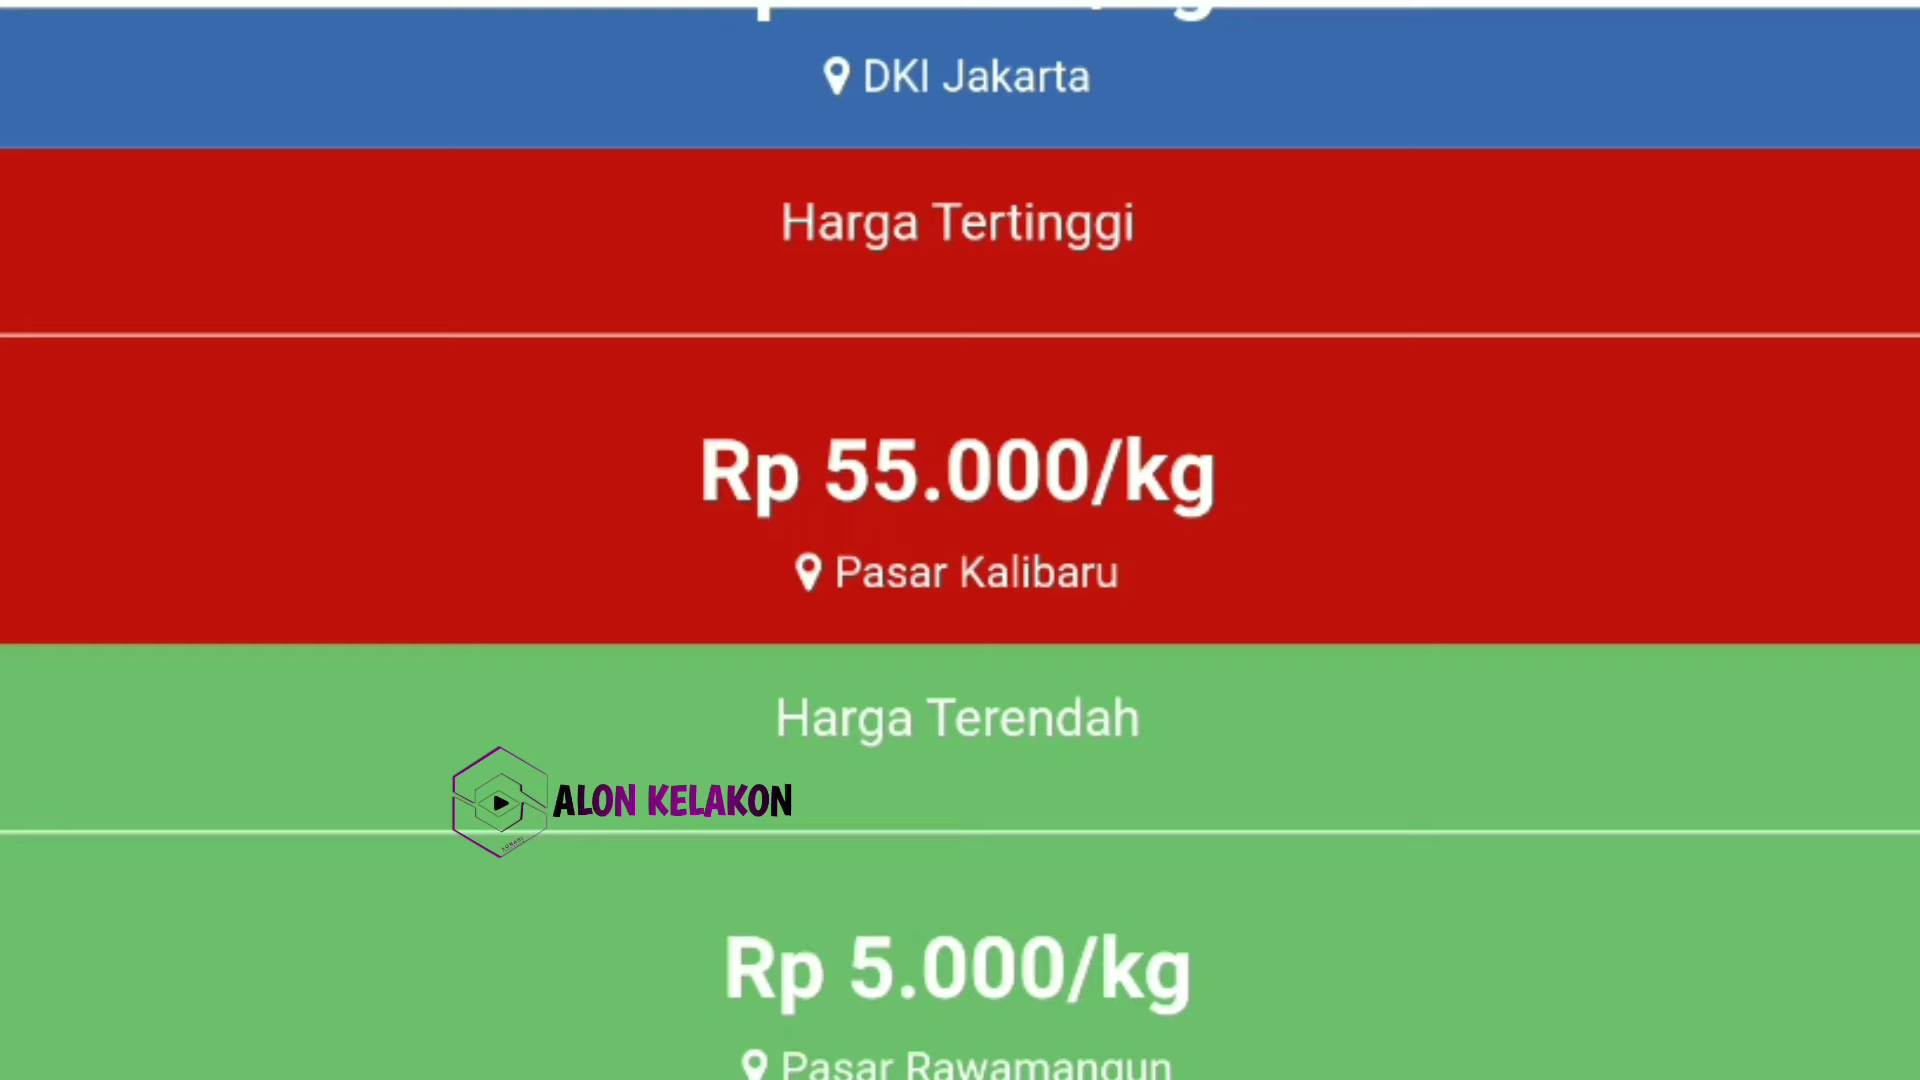 DKI Jakarta
Harga Tertinggi
Rp 55.000/kg
Pasar Kalibaru
Harga Terendah
ALON KELAKON
Rp 5.000/kg
Pasar Rawamangun